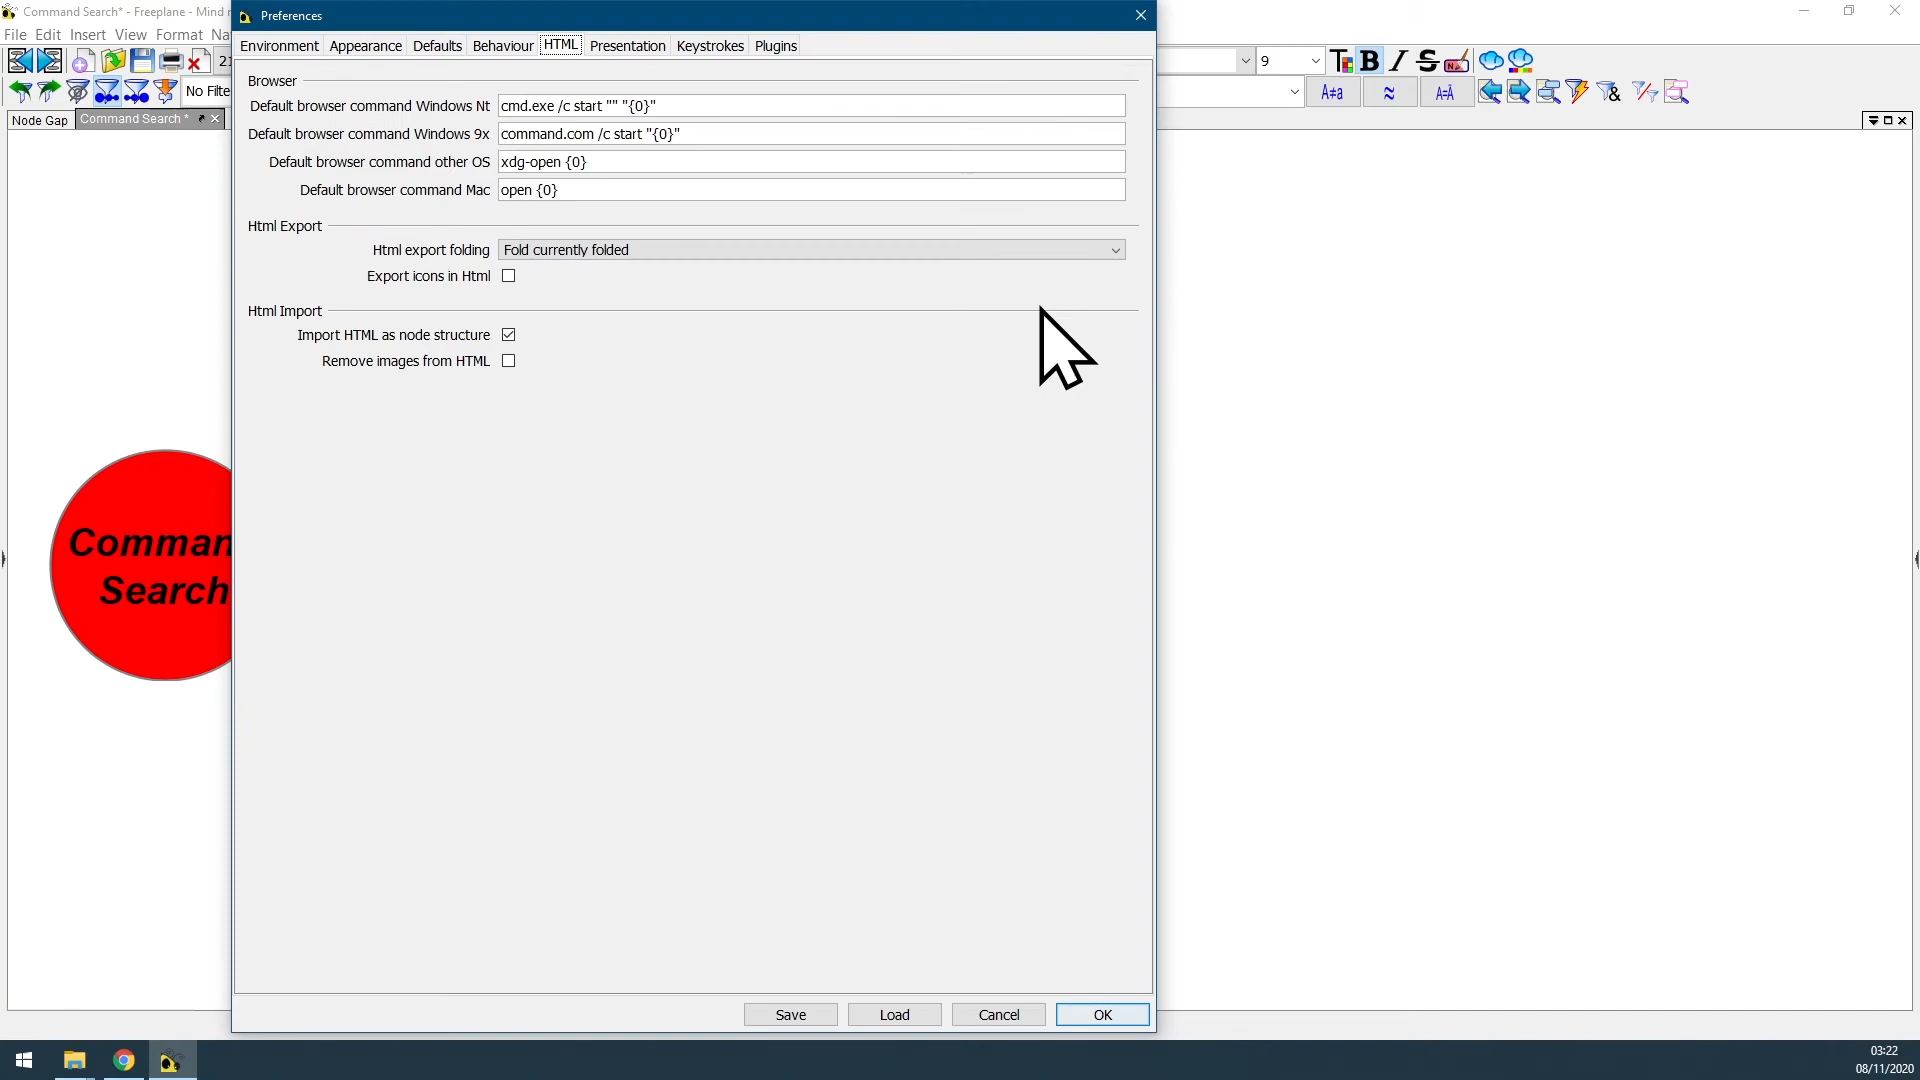 Command Search* - Freeplane - Mind
Preferences
File Edit Insert View Format Na
Environment Appearance Defaults Behaviour HTML Presentation Keystrokes Plugins
9
No Filte
Node Gap Command Search *
Browser
Default browser command Windows Nt cmd.exe /c start "" "{0}"
Default browser command Windows 9x command.com /c start "{0}"
Default browser command other OS xdg-open {0}
Default browser command Mac open {0}
Html Export
Html export folding Fold currently folded
Export icons in Html
Html Import
Import HTML as node structure
Remove images from HTML
Comman
Search
Save Load Cancel OK
03:22
08/11/2020